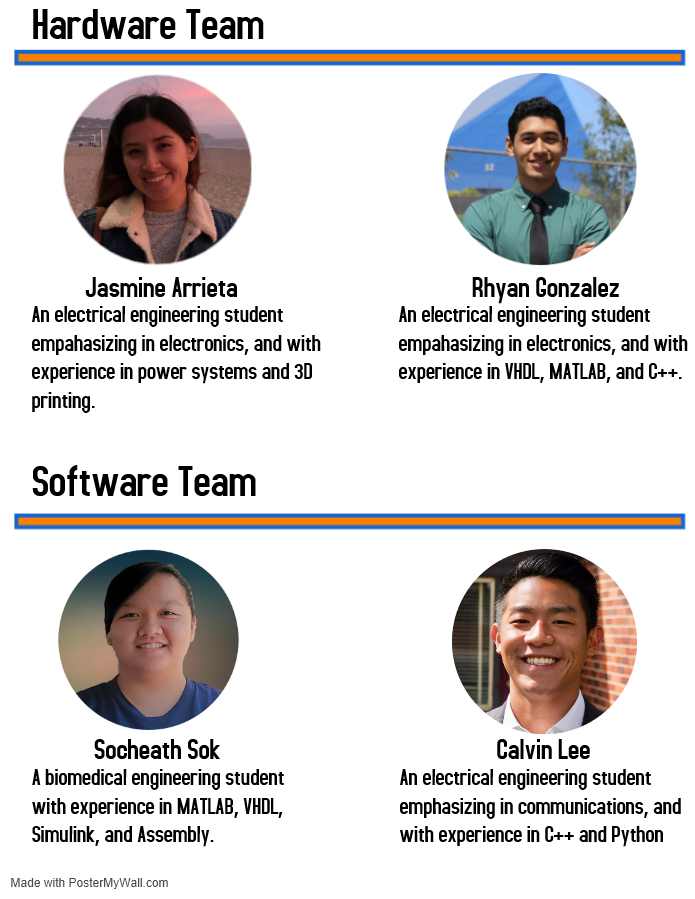 Hardware Team
Jasmine Arrieta
An electrical engineering student
empahasizing in electronics, and with
experience in power systems and 3D
printing.
Rhyan Gonzalez
An electrical engineering student
empahasizing in electronics, and with
experience in VHDL, MATLAB, and C++.
Software Team
Socheath Sok
A biomedical engineering student
with experience in MATLAB, VHDL,
Simulink, and Assembly.
Calvin Lee
An electrical engineering student
emphasizing in communications, and
with experience in C++ and Python
Made with PosterMyWall.com